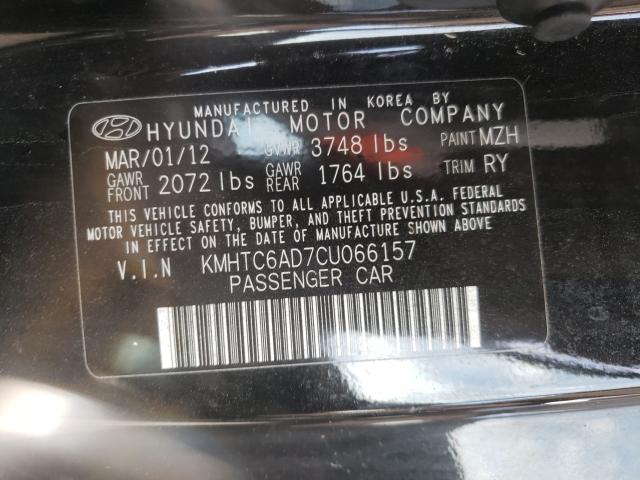 MANUFACTURED IN KOREA BY
HYUNDAI MOTOR COMPANY
MAR/01/12 GVWR 3748 lbs PAINT MZH
GAWR FRONT 2072 lbs GAWR REAR 1764 lbs TRIM RY
THIS VEHICLE CONFORMS TO ALL APPLICABLE U.S.A. FEDERAL
MOTOR VEHICLE SAFETY, BUMPER, AND THEFT PREVENTION STANDARDS
IN EFFECT ON THE DATE OF MANUFACTURE SHOWN ABOVE
V.I.N KMHTC6AD7CU066157
PASSENGER CAR